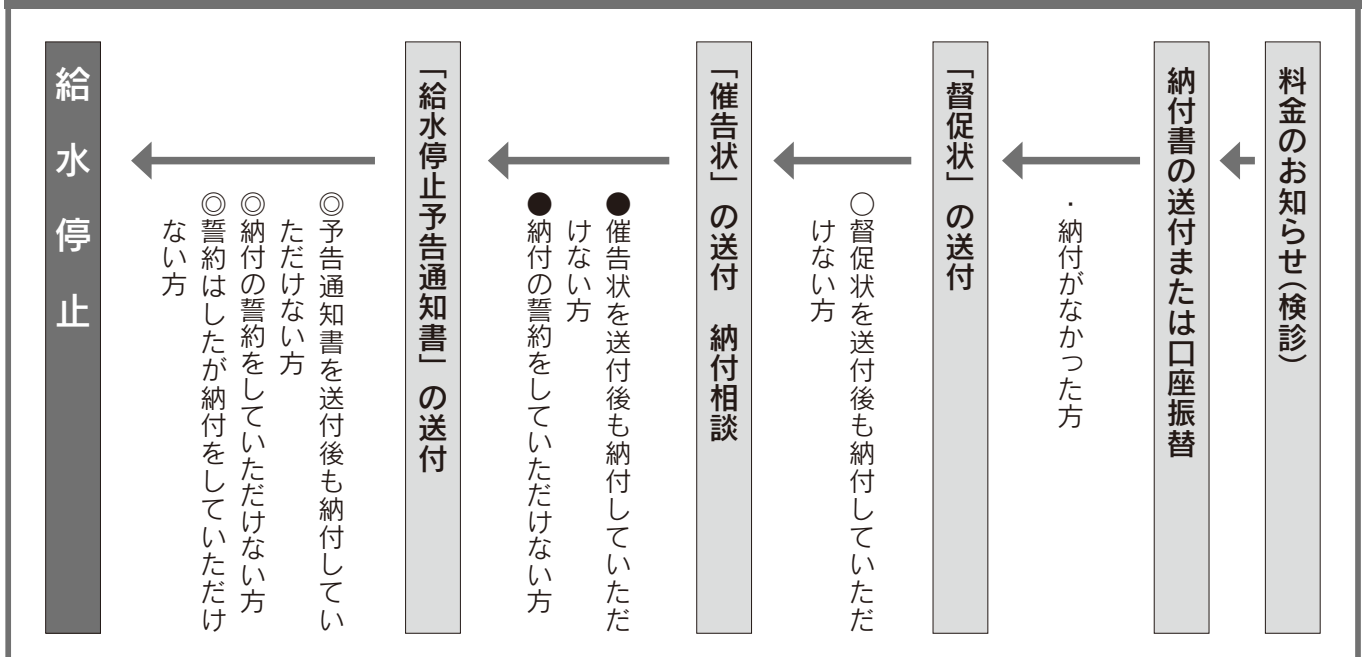 料金のお知らせ(検診)
納付書の送付または口座振替
・納付がなかった方
「督促状」の送付
○督促状を送付後も納付していただ
けない方
「催告状」の送付　納付相談
●催告状を送付後も納付していただ
けない方
●納付の誓約をしていただけない方
「給水停止予告通知書」の送付
◎予告通知書を送付後も納付してい
ただけない方
◎納付の誓約をしていただけない方
◎誓約はしたが納付をしていただけ
ない方
給水停止